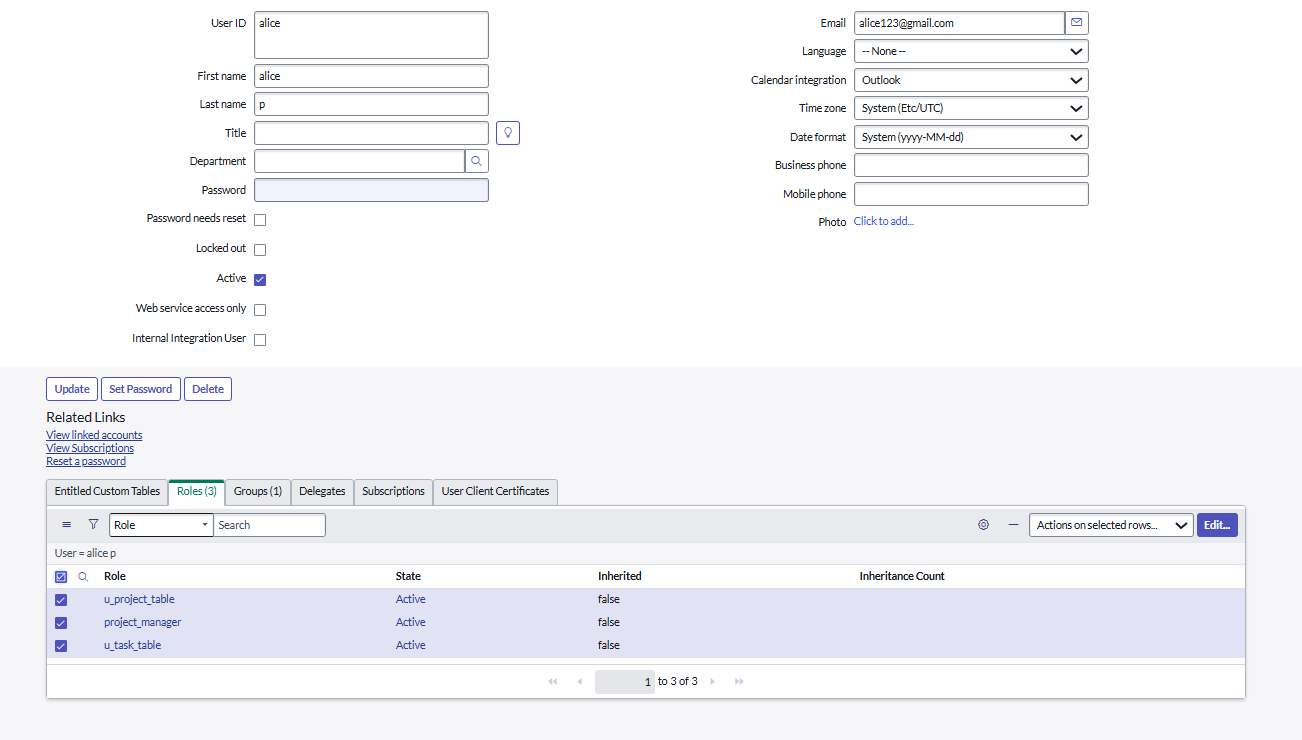 User ID alice
First name alice
Last name p
Title
Department
Password
Password needs reset
Locked out
Active
Web service access only
Internal Integration User
Email alice123@gmail.com
Language -- None --
Calendar integration Outlook
Time zone System (Etc/UTC)
Date format System (yyyy-MM-dd)
Business phone
Mobile phone
Photo Click to add...
Update Set Password Delete
Related Links
View linked accounts
View Subscriptions
Reset a password
Entitled Custom Tables Roles (3) Groups (1) Delegates Subscriptions User Client Certificates
Role Search Actions on selected rows... Edit...
User = alice p
Role State Inherited Inheritance Count
u_project_table Active false
project_manager Active false
u_task_table Active false
1 to 3 of 3